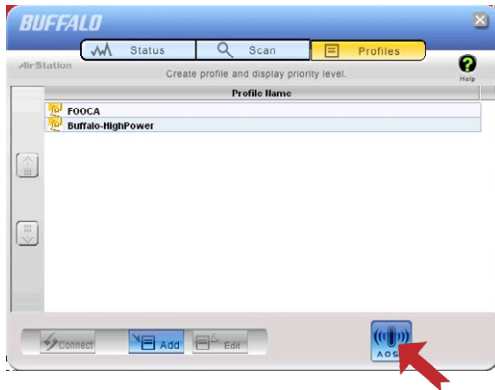 BUFFALO
Status
Scan
Profiles
AirStation
Create profile and display priority level.
Help
Profile Name
FOOCA
Buffalo-HighPower
Connect
Add
Edit
AOSS